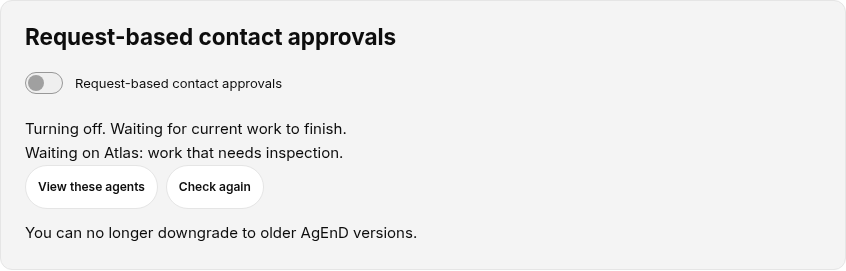 Request-based contact approvals
Request-based contact approvals
Turning off. Waiting for current work to finish.
Waiting on Atlas: work that needs inspection.
View these agents Check again
You can no longer downgrade to older AgEnD versions.